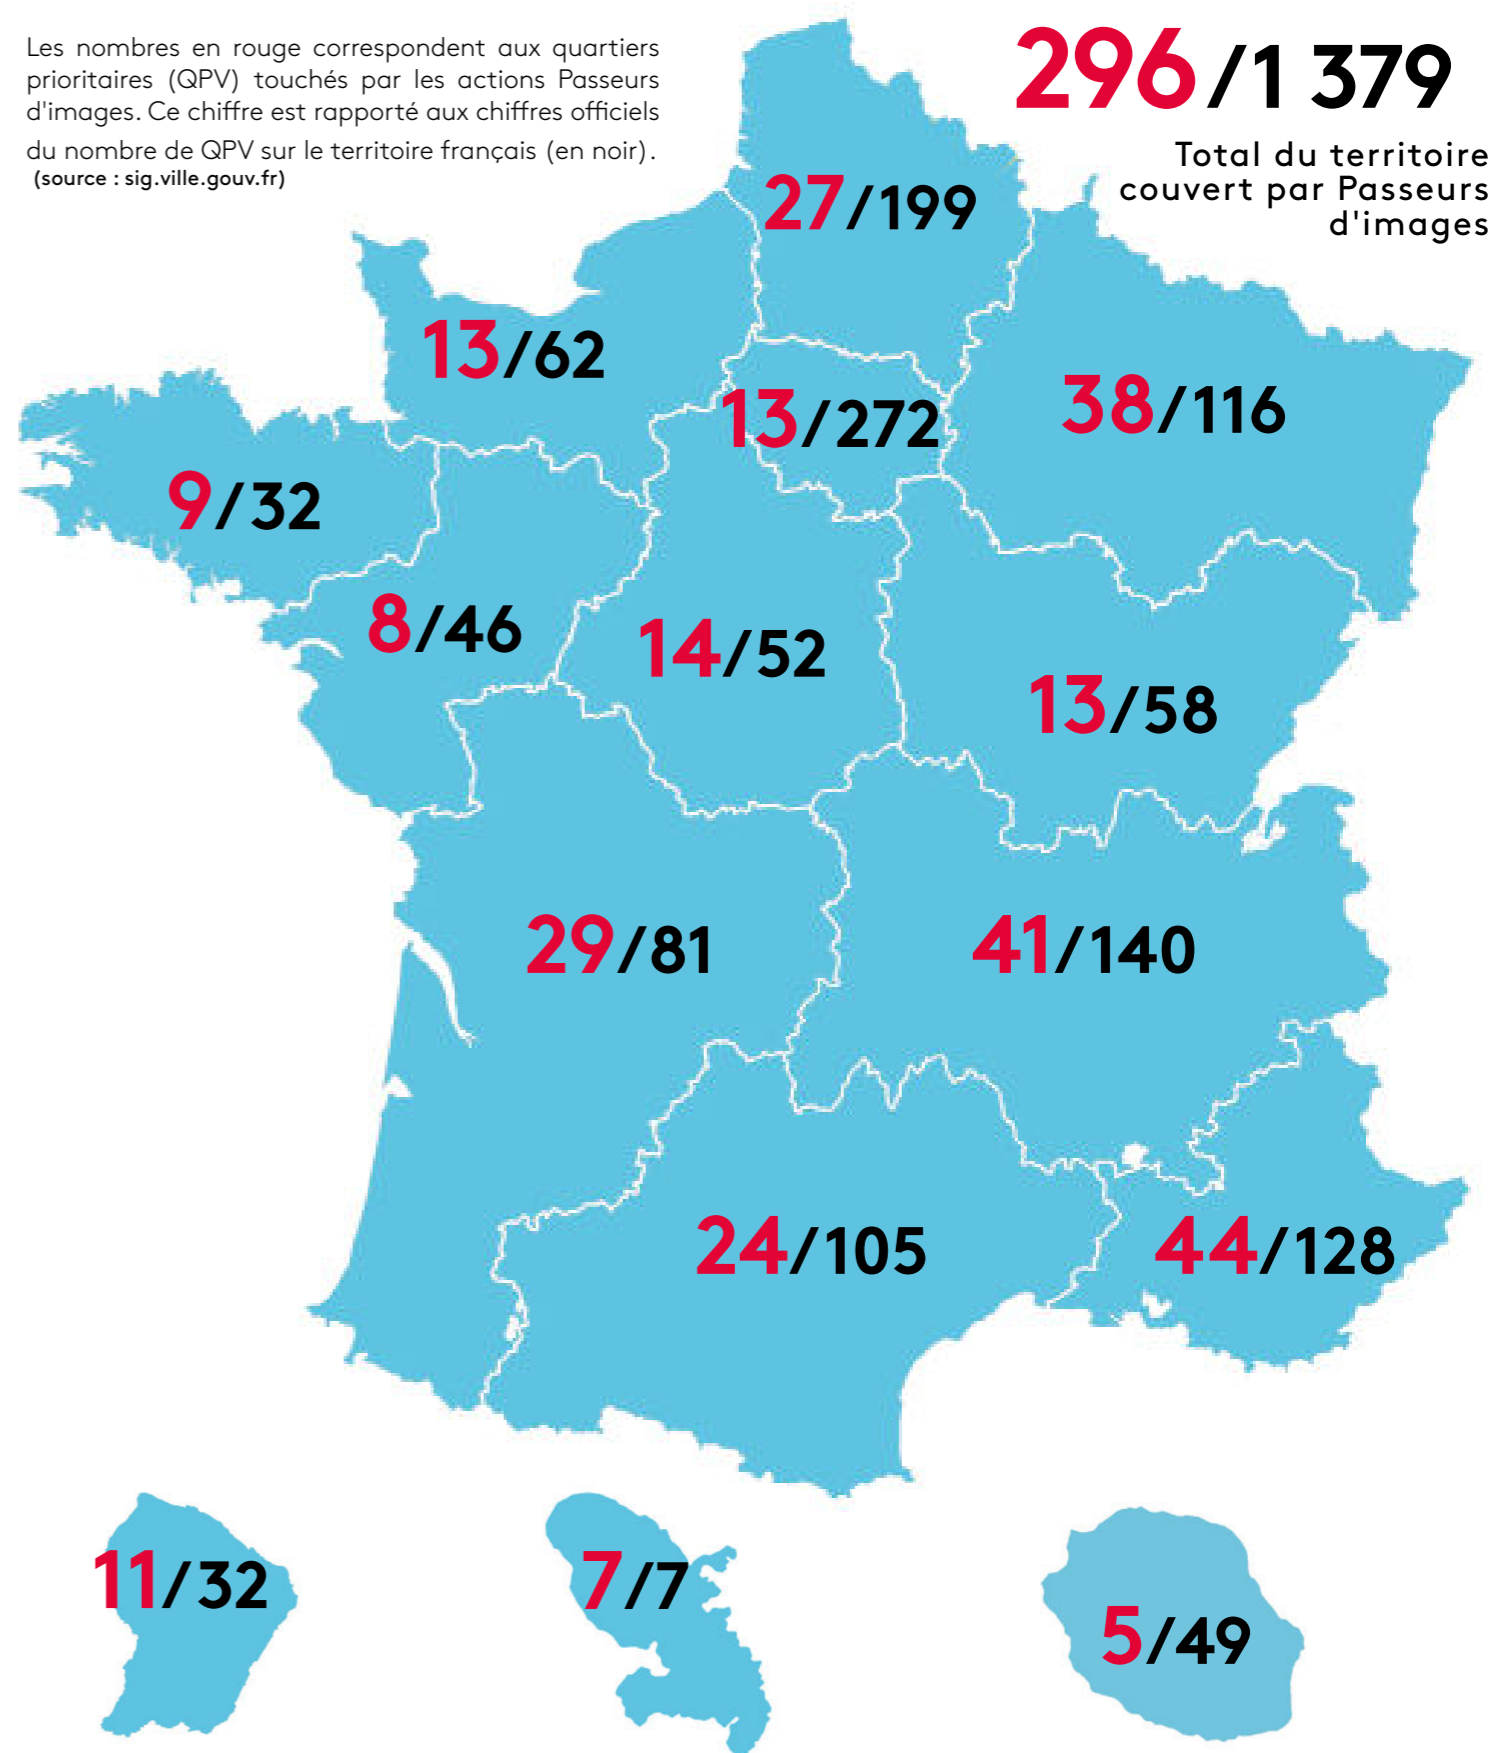 Les nombres en rouge correspondent aux quartiers
prioritaires (QPV) touchés par les actions Passeurs
d'images. Ce chiffre est rapporté aux chiffres officiels
du nombre de QPV sur le territoire français (en noir).
(source : sig.ville.gouv.fr)
296/1 379
Total du territoire
couvert par Passeurs
d'images
27/199
13/62
13/272
38/116
9/32
8/46
14/52
13/58
29/81
41/140
24/105
44/128
11/32
7/7
5/49